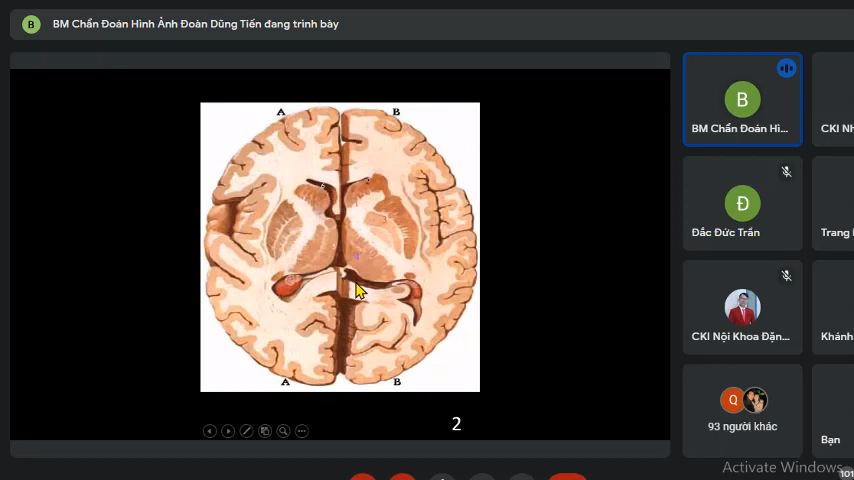 B
BM Chẩn Đoán Hình Ảnh Đoàn Dũng Tiến đang trình bày
A
B
A
B
2
B
BM Chẩn Đoán Hì...
CKI Nh
Đ
Đắc Đức Trần
Trang
CKI Nội Khoa Đặn...
Khánh
Q
93 người khác
Bạn
Activate Windows
101